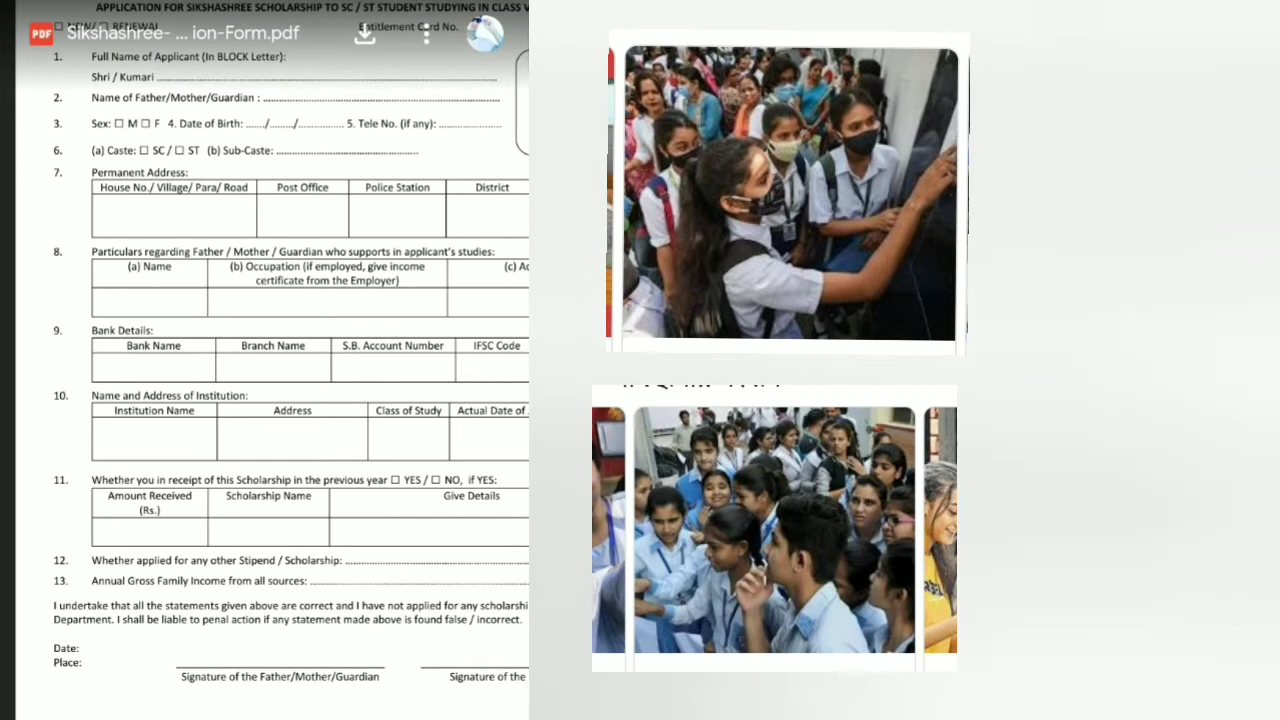 APPLICATION FOR SIKSHASHREE SCHOLARSHIP TO SC / ST STUDENT STUDYING IN CLASS V
☐ NEW/ ☐ RENEWAL Entitlement Card No.
PDF Sikshashree- ... ion-Form.pdf
1. Full Name of Applicant (In BLOCK Letter):
Shri / Kumari ........................................
2. Name of Father/Mother/Guardian : ........................................
3. Sex: ☐ M ☐ F 4. Date of Birth: ......./........./............... 5. Tele No. (if any): .....................
6. (a) Caste: ☐ SC / ☐ ST (b) Sub-Caste: ........................................
7. Permanent Address:
House No./ Village/ Para/ Road Post Office Police Station District
8. Particulars regarding Father / Mother / Guardian who supports in applicant's studies:
(a) Name (b) Occupation (if employed, give income (c)
certificate from the Employer)
9. Bank Details:
Bank Name Branch Name S.B. Account Number IFSC Code
10. Name and Address of Institution:
Institution Name Address Class of Study Actual Date of
11. Whether you in receipt of this Scholarship in the previous year ☐ YES / ☐ NO, if YES:
Amount Received Scholarship Name Give Details
(Rs.)
12. Whether applied for any other Stipend / Scholarship: ........................................
13. Annual Gross Family Income from all sources: ........................................
I undertake that all the statements given above are correct and I have not applied for any scholarshi
Department. I shall be liable to penal action if any statement made above is found false / incorrect.
Date:
Place:
Signature of the Father/Mother/Guardian Signature of the